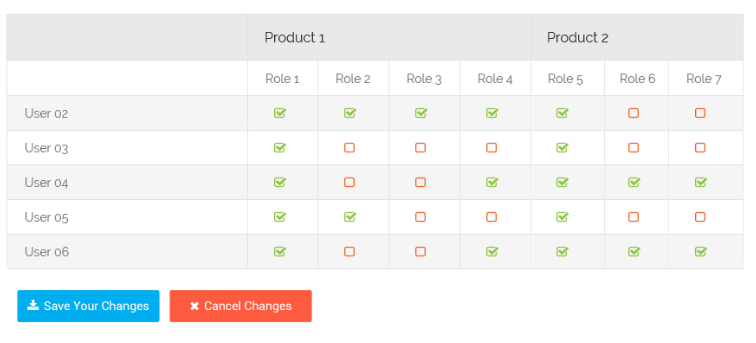 Product 1 Product 2
Role 1 Role 2 Role 3 Role 4 Role 5 Role 6 Role 7
User 02
User 03
User 04
User 05
User 06
Save Your Changes Cancel Changes